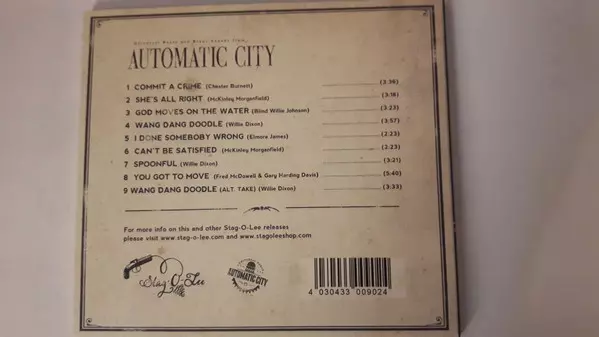 AUTOMATIC CITY
1 COMMIT A CRIME (Chester Burnett) (3:36)
2 SHE'S ALL RIGHT (McKinley Morgenfield) (3:18)
3 GOD MOVES ON THE WATER (Blind Willie Johnson) (3:23)
4 WANG DANG DOODLE (Willie Dixon) (3:57)
5 I DONE SOMEBOBY WRONG (Elmore James) (2:23)
6 CAN'T BE SATISFIED (McKinley Morgenfield) (2:23)
7 SPOONFUL (Willie Dixon) (3:21)
8 YOU GOT TO MOVE (Fred McDowell & Gary Harding Davis) (5:40)
9 WANG DANG DOODLE (ALT. TAKE) (Willie Dixon) (3:33)
For more info on this and other Stag-O-Lee releases
please visit www.stag-o-lee.com and www.stagoleeshop.com
Stag-O-Lee
AUTOMATIC CITY
4 030433 009024